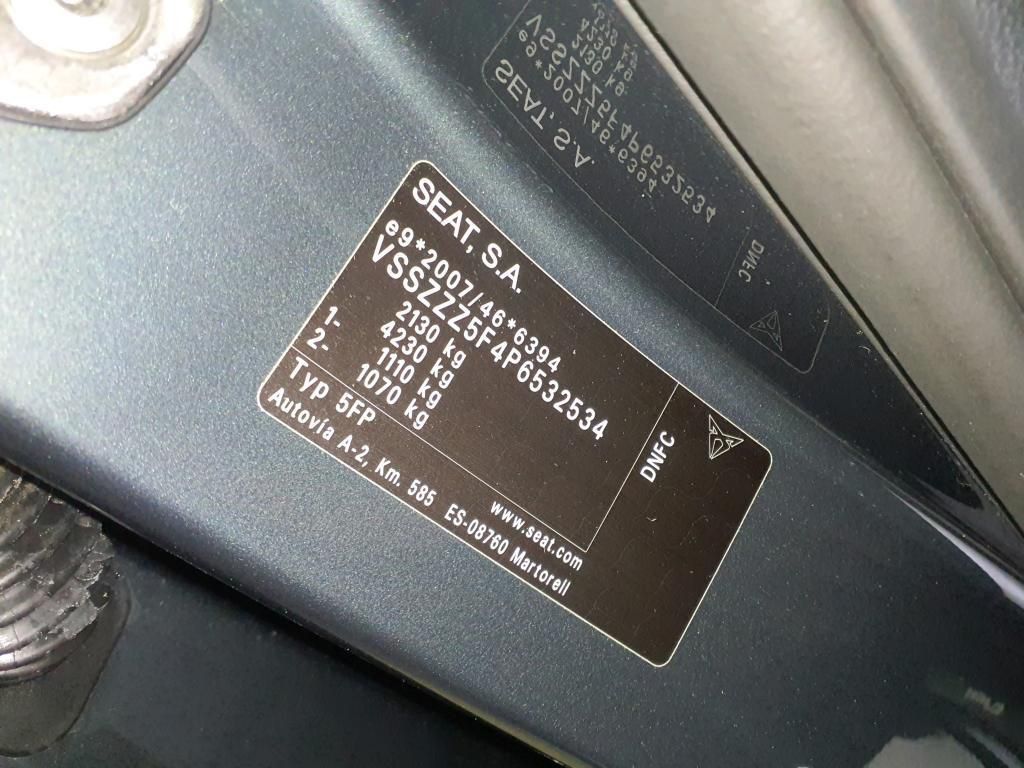 SEAT, S.A.
e9*2007/46*6394
VSSZZZ5F4P6532534
2130 kg
4230 kg
1- 1110 kg
2- 1070 kg
Typ 5FP
www.seat.com
Autovía A-2, Km. 585 ES-08760 Martorell
DNFC